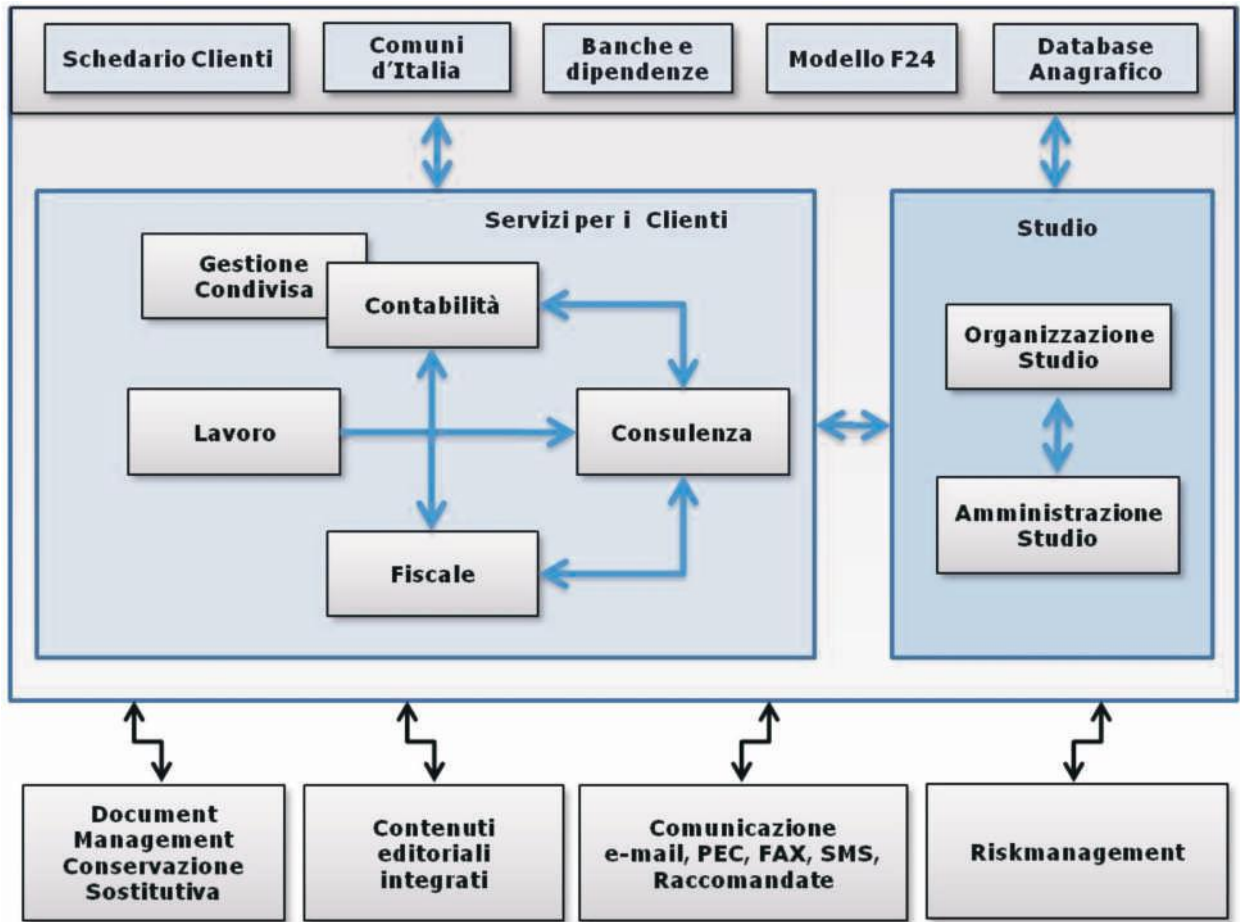 Schedario Clienti
Comuni
d'Italia
Banche e
dipendenze
Modello F24
Database
Anagrafico
Servizi per i Clienti
Studio
Gestione
Condivisa
Contabilità
Organizzazione
Studio
Lavoro
Consulenza
Amministrazione
Studio
Fiscale
Document
Management
Conservazione
Sostitutiva
Contenuti
editoriali
integrati
Comunicazione
e-mail, PEC, FAX, SMS,
Raccomandate
Riskmanagement